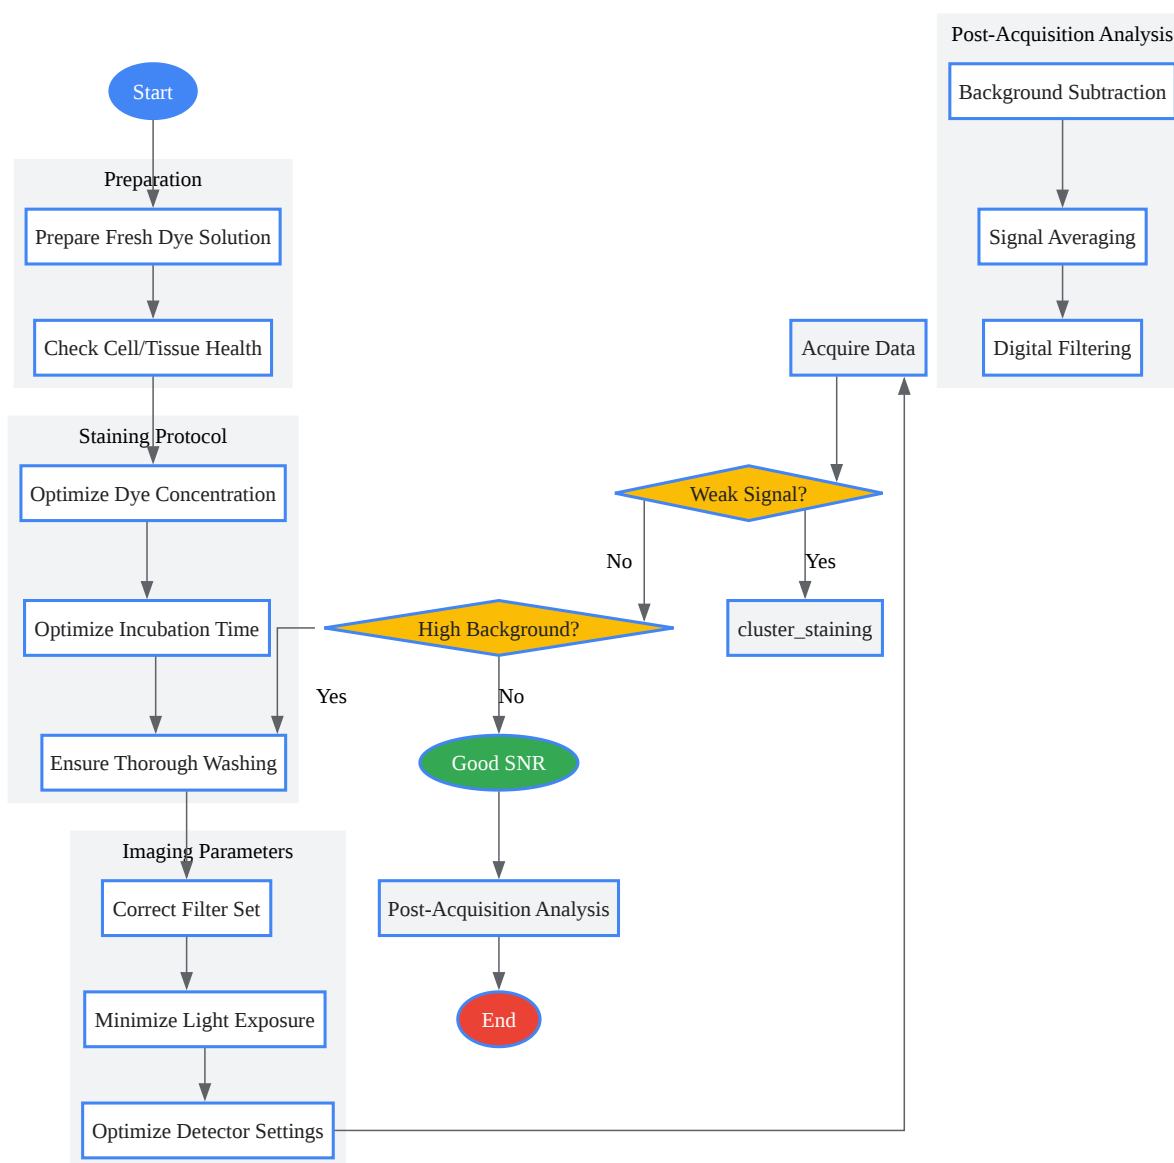 Start
Preparation
Prepare Fresh Dye Solution
Check Cell/Tissue Health
Staining Protocol
Optimize Dye Concentration
Optimize Incubation Time
Ensure Thorough Washing
Imaging Parameters
Correct Filter Set
Minimize Light Exposure
Optimize Detector Settings
Acquire Data
Weak Signal?
No
Yes
cluster_staining
High Background?
Yes
No
Good SNR
Post-Acquisition Analysis
End
Post-Acquisition Analysis
Background Subtraction
Signal Averaging
Digital Filtering